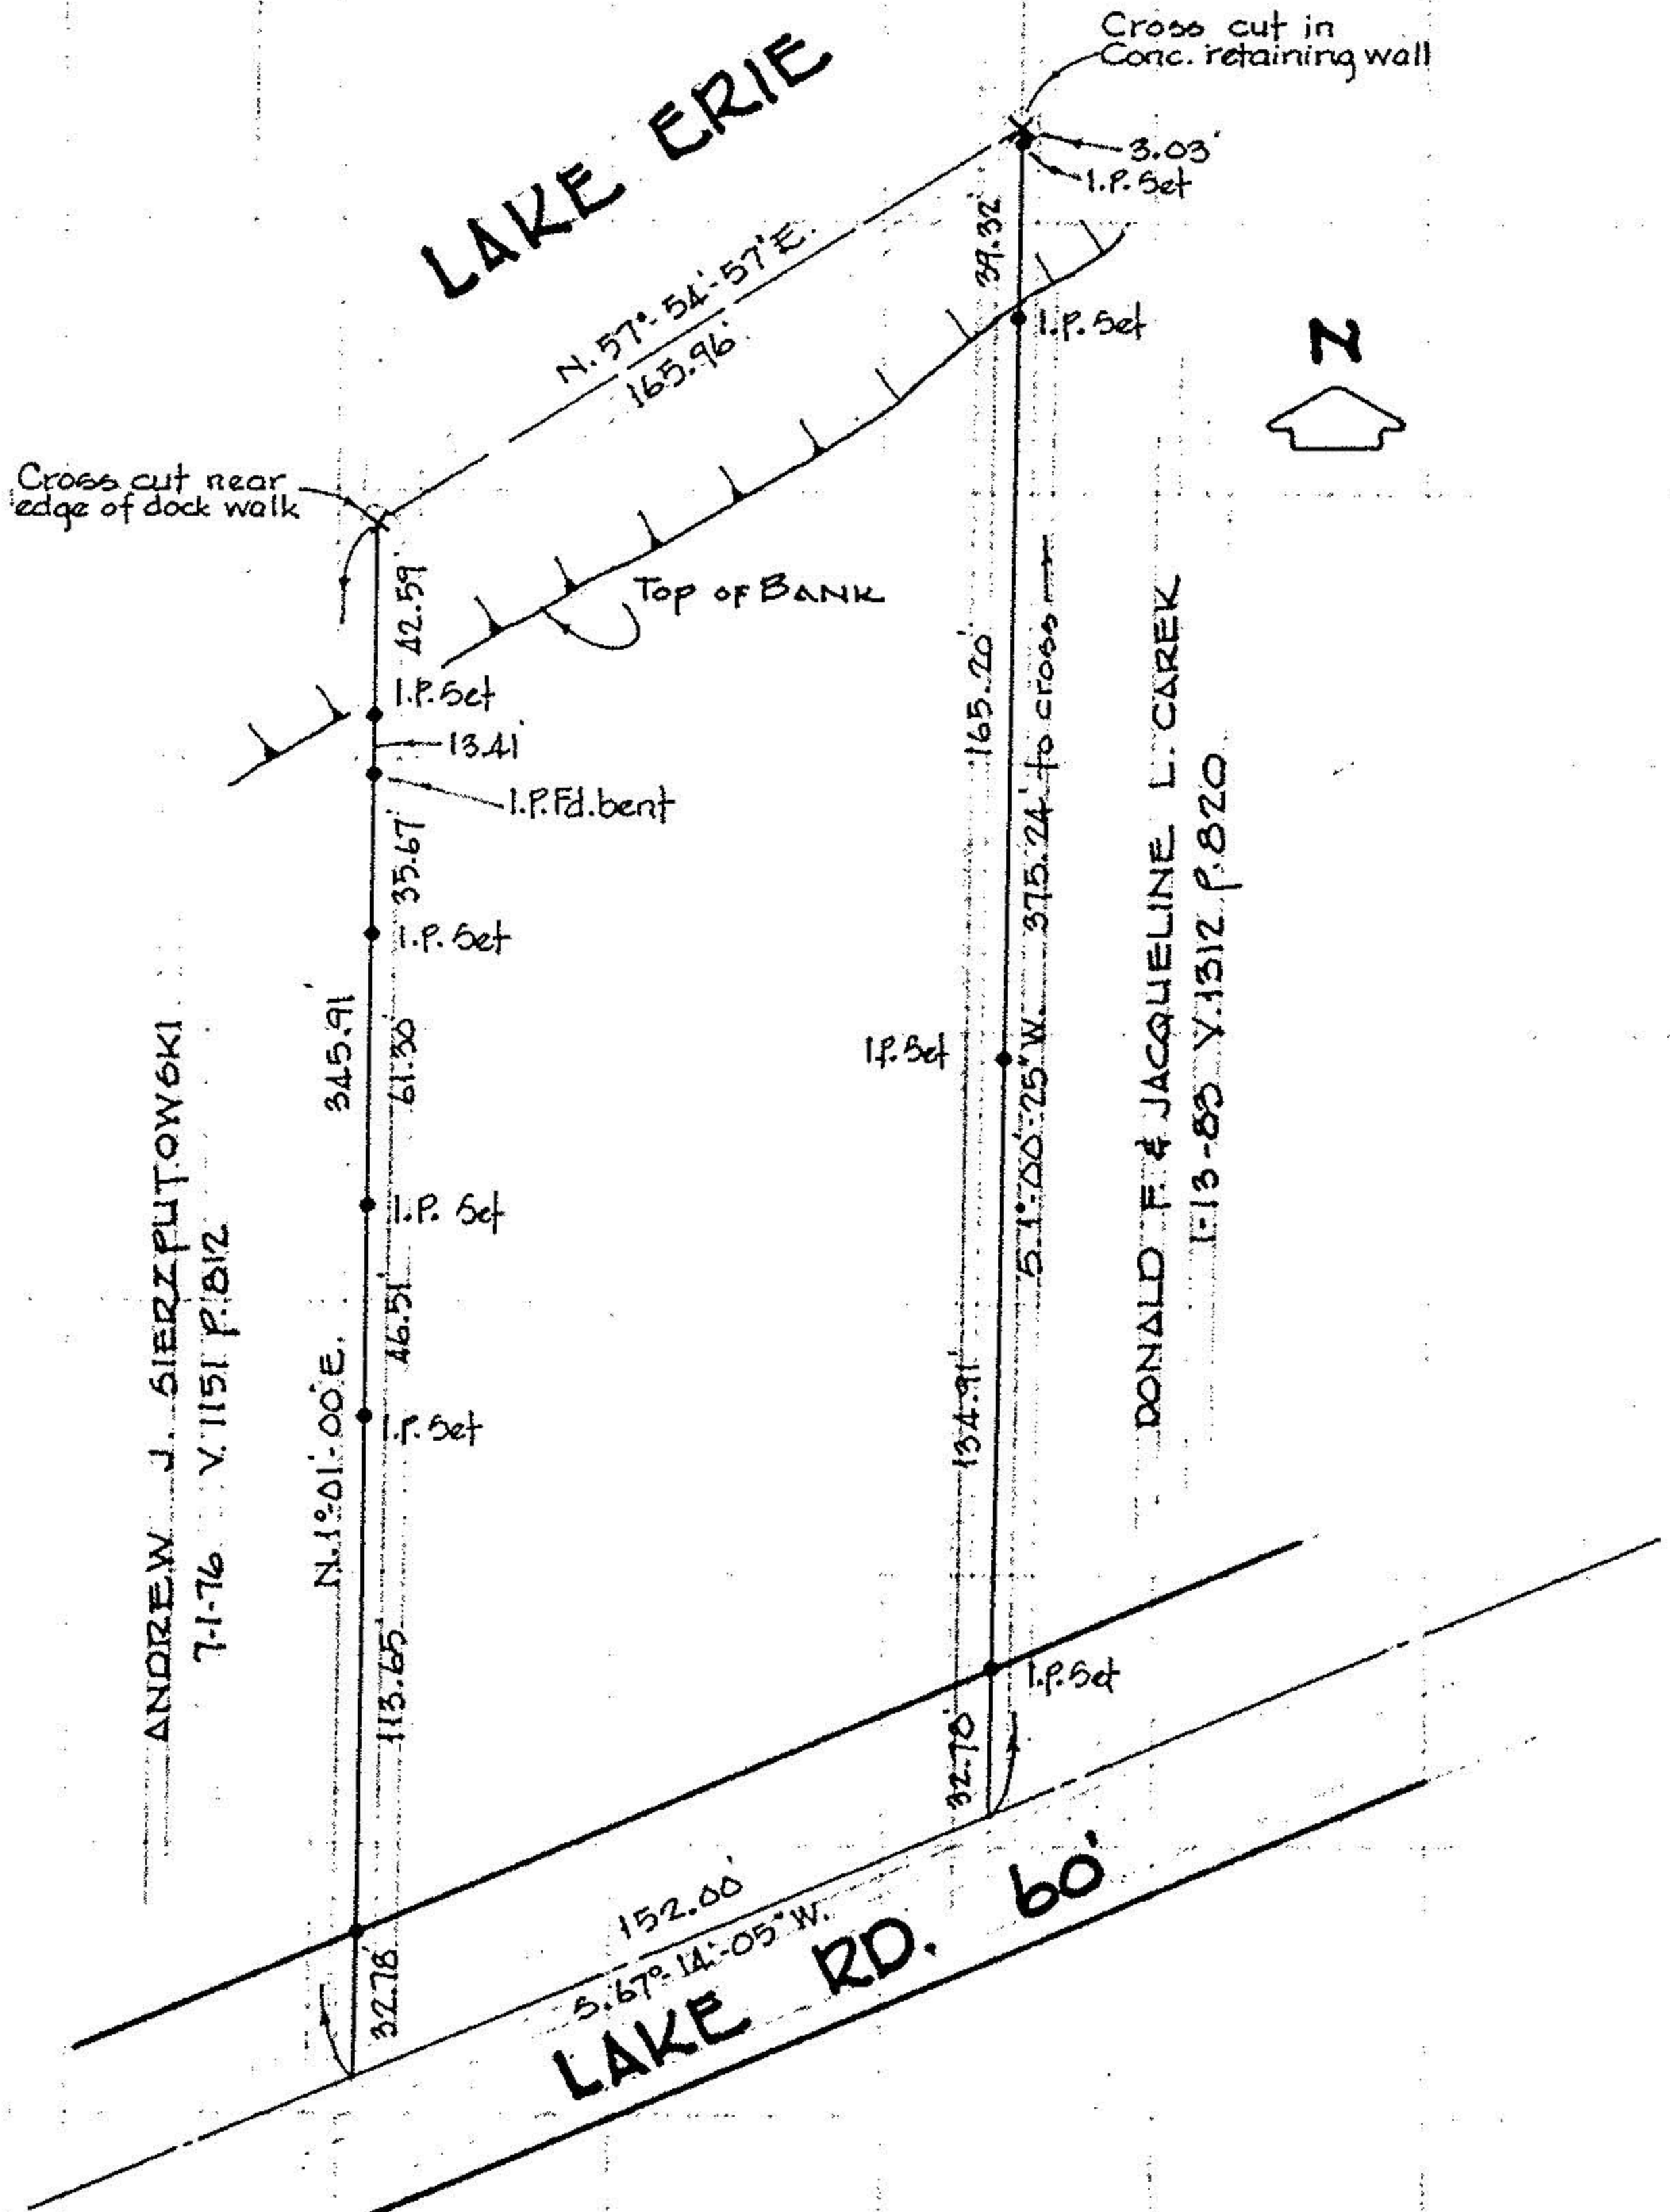 Cross cut in
Conc. retaining wall
LAKE ERIE
3.03'
I.P. Set
39.32'
N. 57°-54'-57" E.
165.96'
I.P. Set
N
Cross cut near
edge of dock walk
42.59'
Top of BANK
I.P. Set
13.41'
I.P. Fd. bent
35.67'
I.P. Set
345.91'
61.30'
I.P. Set
46.51'
N. 1°-01'-00" E.
I.P. Set
113.65'
32.78'
165.20'
375.24' to cross
S. 1°-00'-25" W.
I.P. Set
134.91'
I.P. Set
32.78'
ANDREW J. SIERZPUTOWSKI
7-1-76 V. 1151 P. 812
DONALD F. & JACQUELINE L. CAREK
1-13-83 V. 1312 P. 820
152.00'
S. 67°-14'-05" W.
LAKE RD. 60'